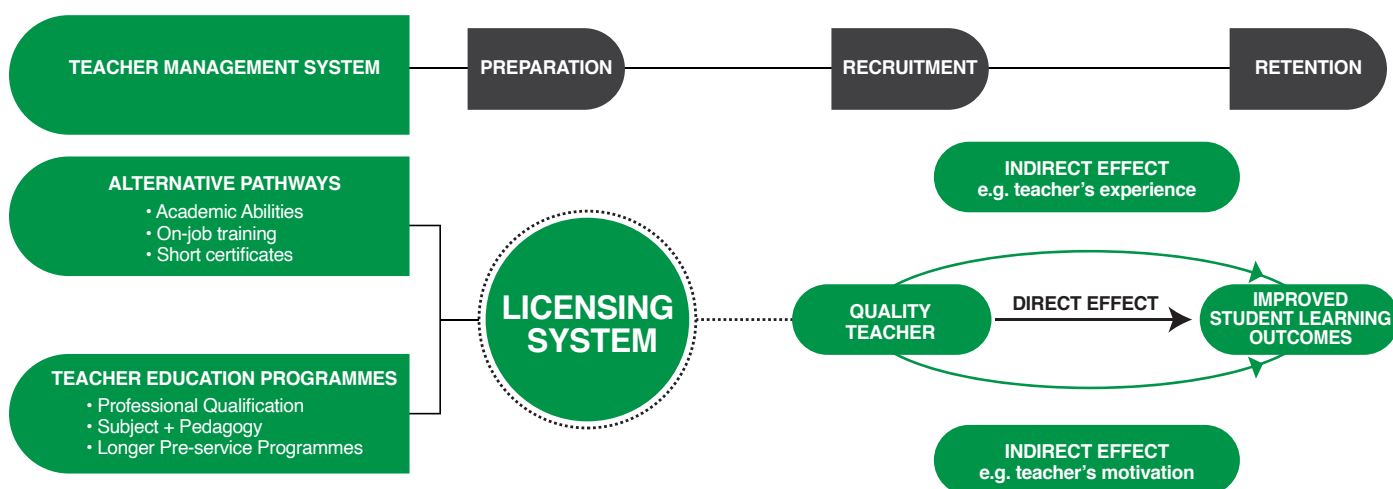 TEACHER MANAGEMENT SYSTEM
PREPARATION
RECRUITMENT
RETENTION
ALTERNATIVE PATHWAYS
• Academic Abilities
• On-job training
• Short certificates
TEACHER EDUCATION PROGRAMMES
• Professional Qualification
• Subject + Pedagogy
• Longer Pre-service Programmes
LICENSING
SYSTEM
INDIRECT EFFECT
e.g. teacher's experience
QUALITY
TEACHER
DIRECT EFFECT
IMPROVED
STUDENT LEARNING
OUTCOMES
INDIRECT EFFECT
e.g. teacher's motivation